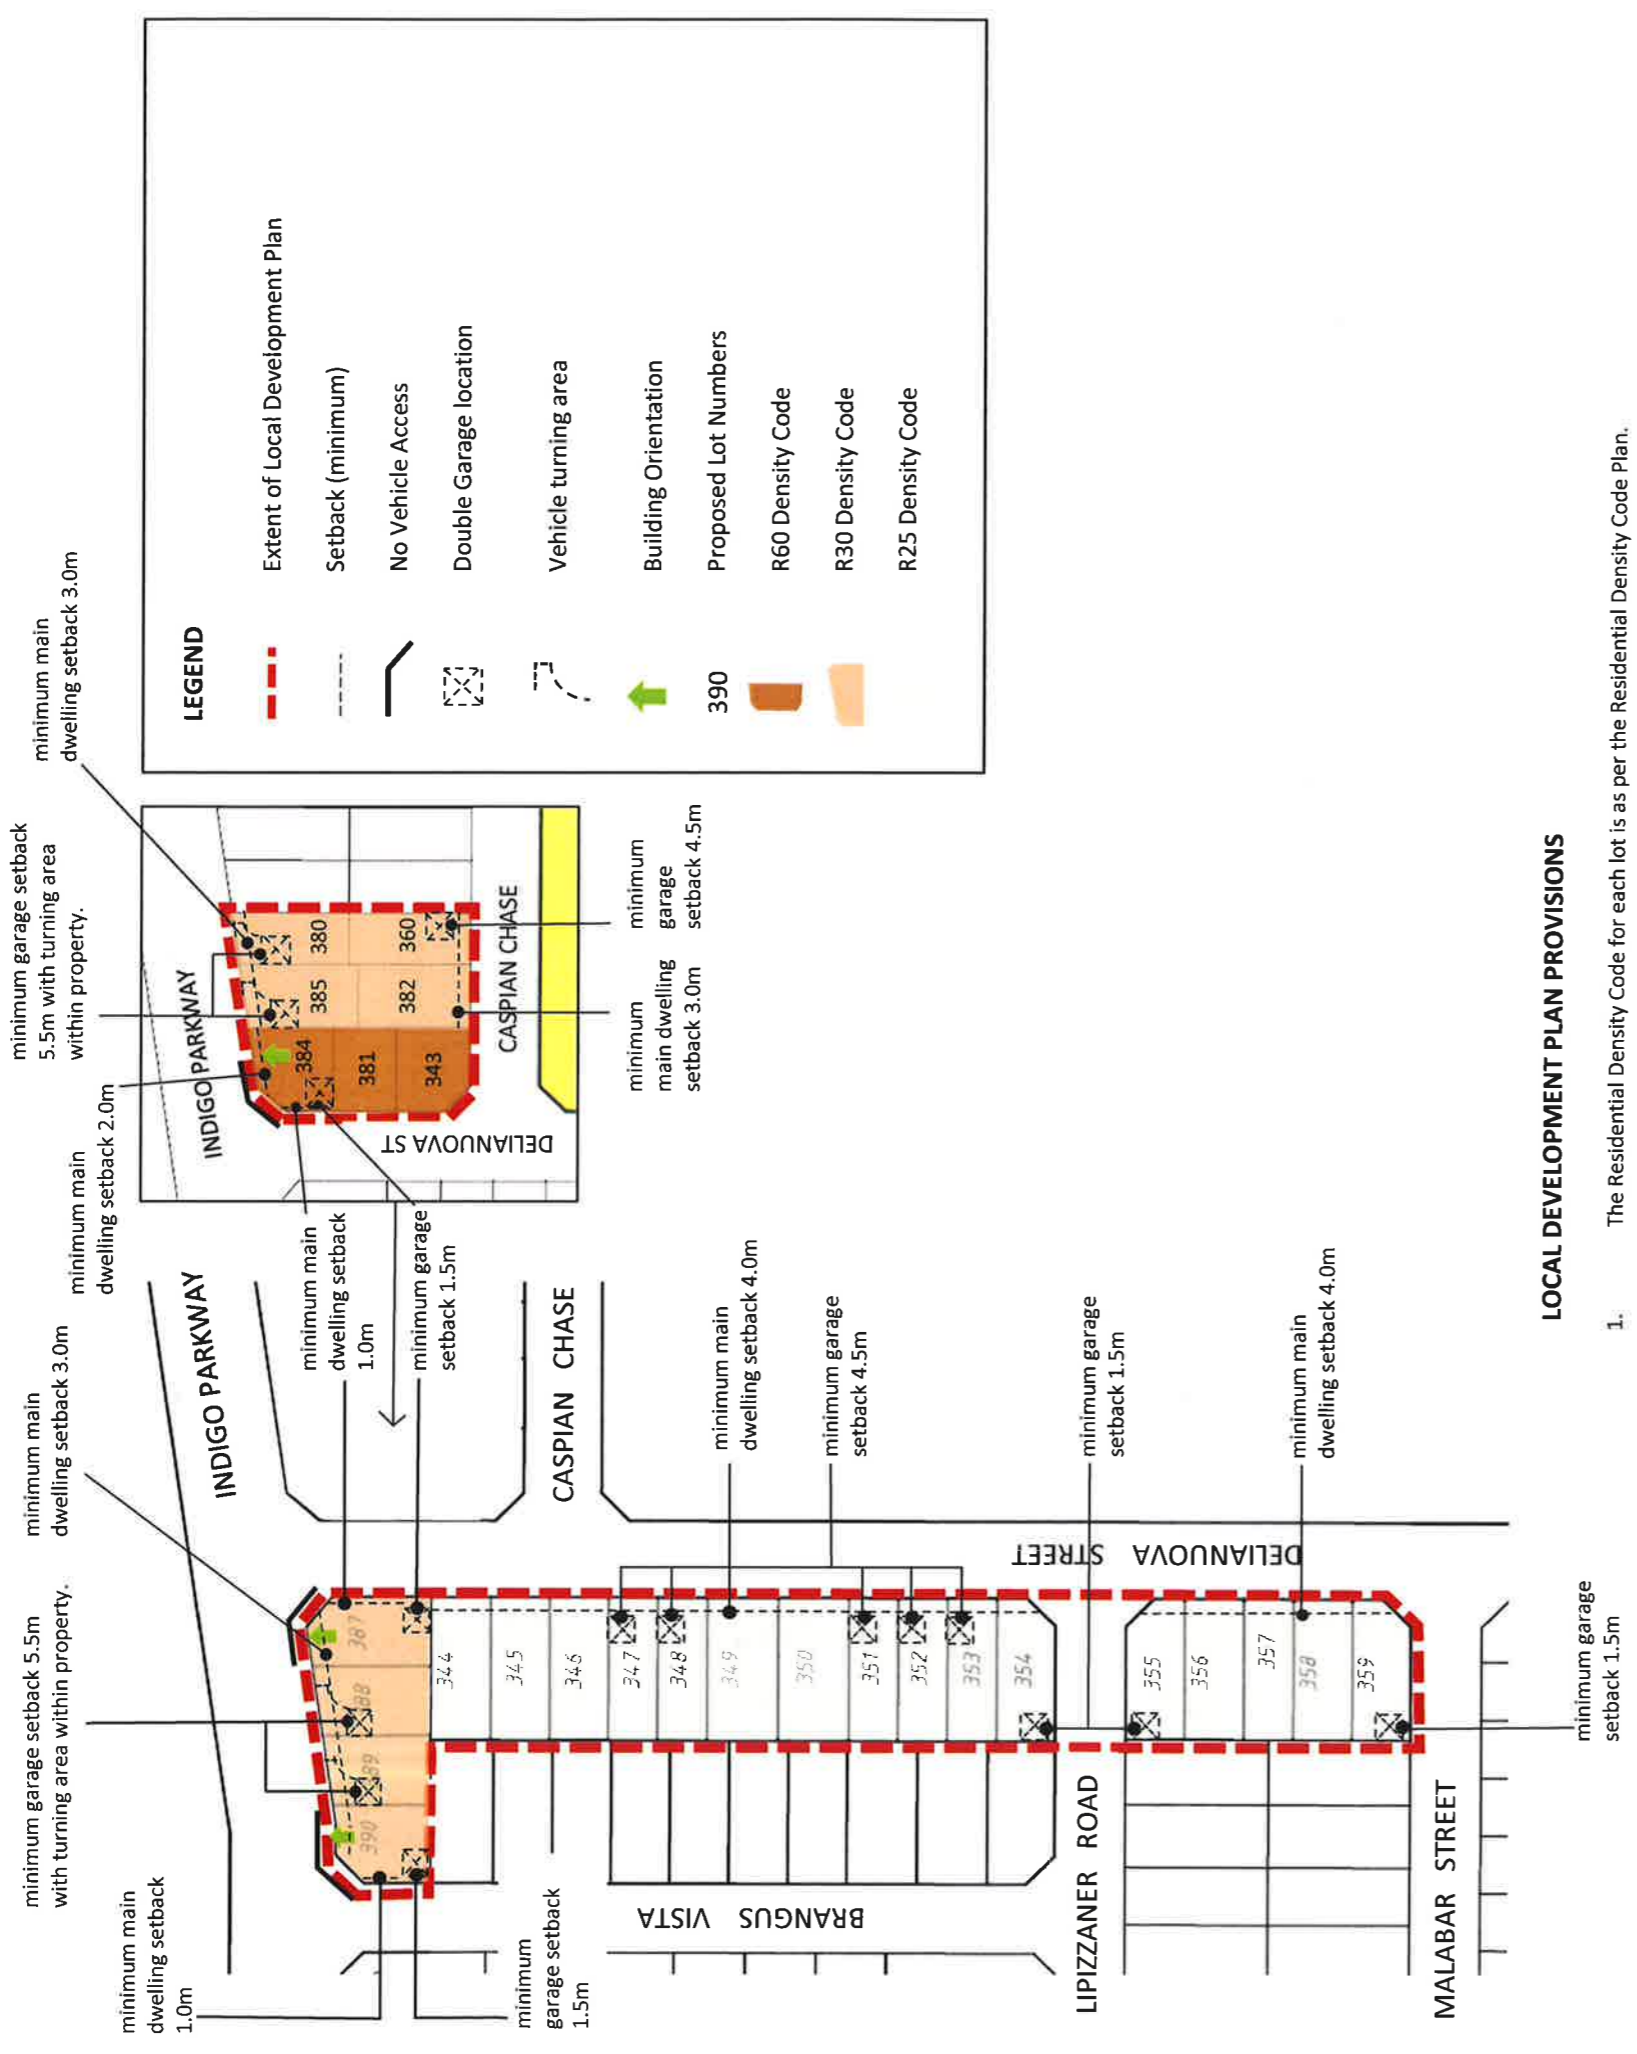 minimum garage setback 5.5m
with turning area within property.
minimum main
dwelling setback 3.0m
minimum garage setback
5.5m with turning area
within property.
minimum main
dwelling setback 3.0m
minimum main
dwelling setback 2.0m
minimum main
dwelling setback
1.0m
INDIGO PARKWAY
INDIGO PARKWAY
384
385
380
381
382
360
343
DELIANUOVA ST
CASPIAN CHASE
minimum main
dwelling setback
1.0m
minimum garage
setback 1.5m
minimum
main dwelling
setback 3.0m
minimum
garage
setback 4.5m
LEGEND
Extent of Local Development Plan
Setback (minimum)
No Vehicle Access
Double Garage location
Vehicle turning area
Building Orientation
390
Proposed Lot Numbers
R60 Density Code
R30 Density Code
R25 Density Code
390
89
88
387
minimum
garage setback
1.5m
CASPIAN CHASE
344
345
346
347
348
349
350
351
352
353
354
355
356
357
358
359
BRANGUS VISTA
DELIANUOVA STREET
minimum main
dwelling setback 4.0m
minimum garage
setback 4.5m
minimum garage
setback 1.5m
minimum main
dwelling setback 4.0m
LIPIZZANER ROAD
MALABAR STREET
minimum garage
setback 1.5m
LOCAL DEVELOPMENT PLAN PROVISIONS
1. The Residential Density Code for each lot is as per the Residential Density Code Plan.